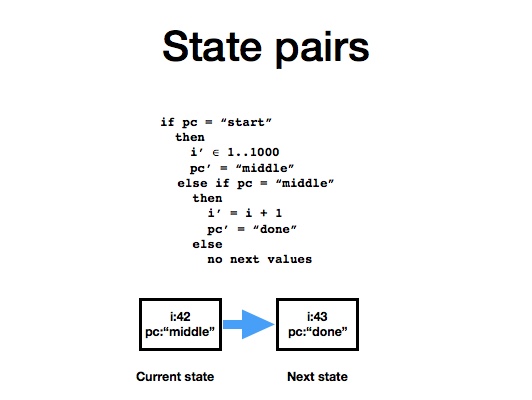 State pairs
if pc = “start”
then
i’ ∈ 1..1000
pc’ = “middle”
else if pc = “middle”
then
i’ = i + 1
pc’ = “done”
else
no next values
i:42
pc:“middle”
i:43
pc:“done”
Current state
Next state